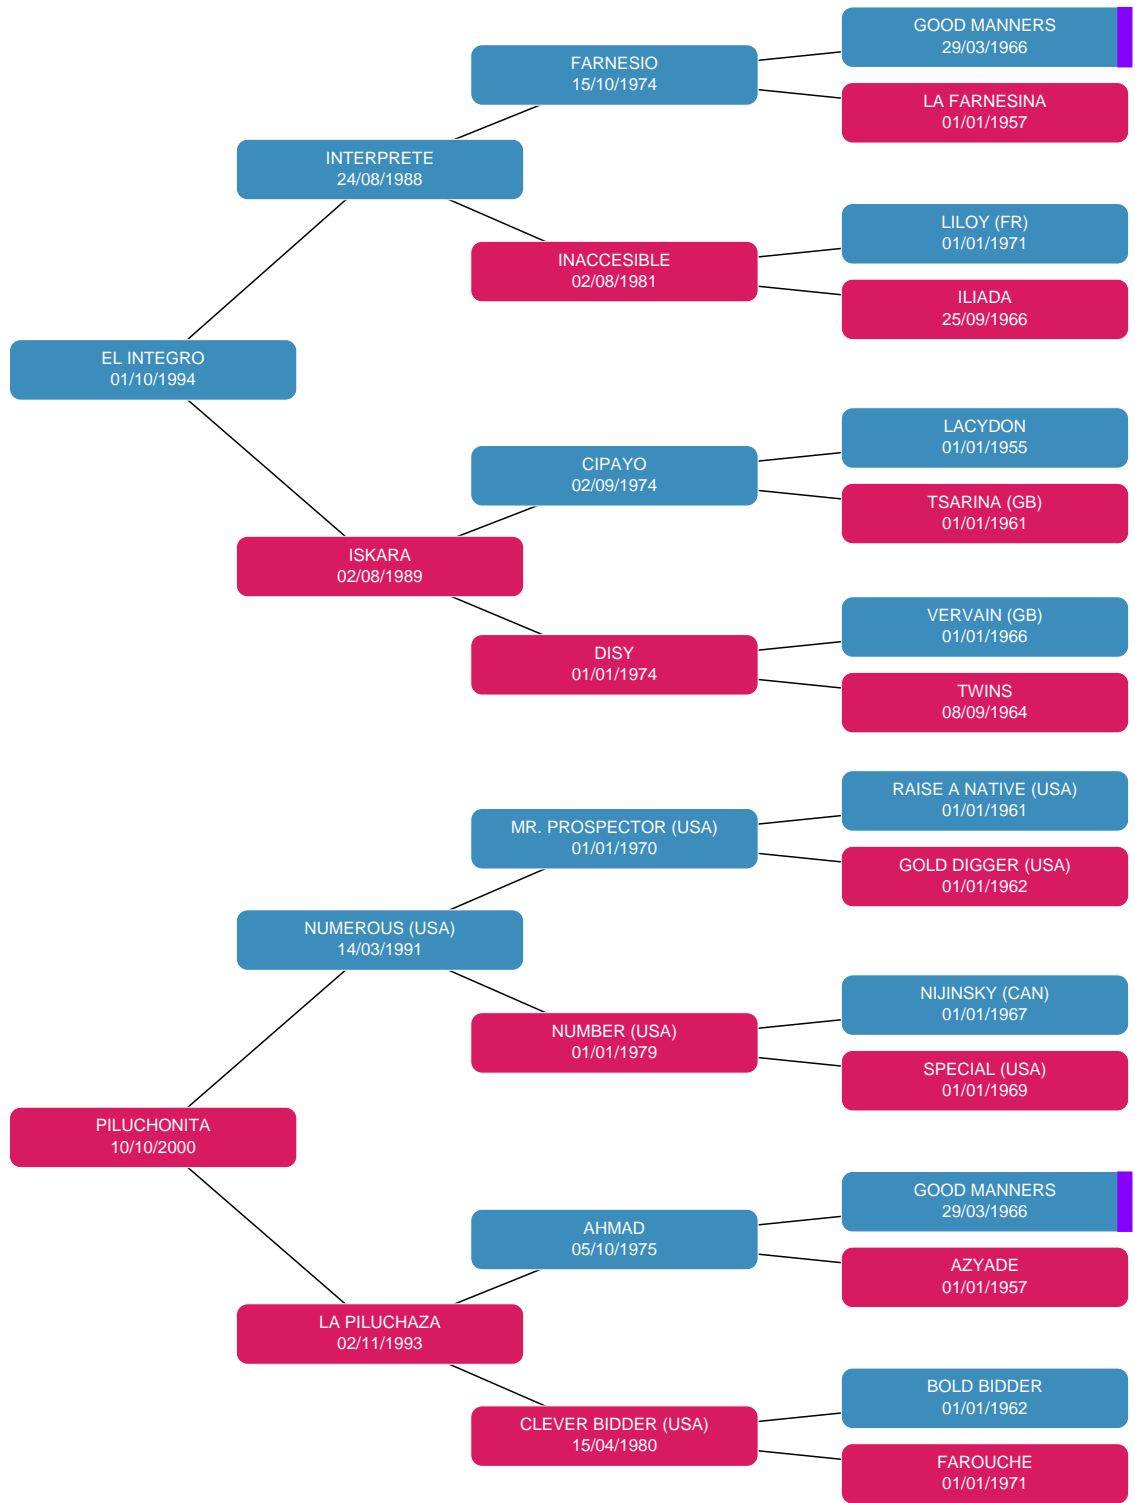 GOOD MANNERS
29/03/1966
FARNESIO
15/10/1974
LA FARNESINA
01/01/1957
INTERPRETE
24/08/1988
LILOY (FR)
01/01/1971
INACCESIBLE
02/08/1981
ILIADA
25/09/1966
EL INTEGRO
01/10/1994
LACYDON
01/01/1955
CIPAYO
02/09/1974
TSARINA (GB)
01/01/1961
ISKARA
02/08/1989
VERVAIN (GB)
01/01/1966
DISY
01/01/1974
TWINS
08/09/1964
RAISE A NATIVE (USA)
01/01/1961
MR. PROSPECTOR (USA)
01/01/1970
GOLD DIGGER (USA)
01/01/1962
NUMEROUS (USA)
14/03/1991
NIJINSKY (CAN)
01/01/1967
NUMBER (USA)
01/01/1979
SPECIAL (USA)
01/01/1969
PILUCHONITA
10/10/2000
GOOD MANNERS
29/03/1966
AHMAD
05/10/1975
AZYADE
01/01/1957
LA PILUCHAZA
02/11/1993
BOLD BIDDER
01/01/1962
CLEVER BIDDER (USA)
15/04/1980
FAROUCHE
01/01/1971